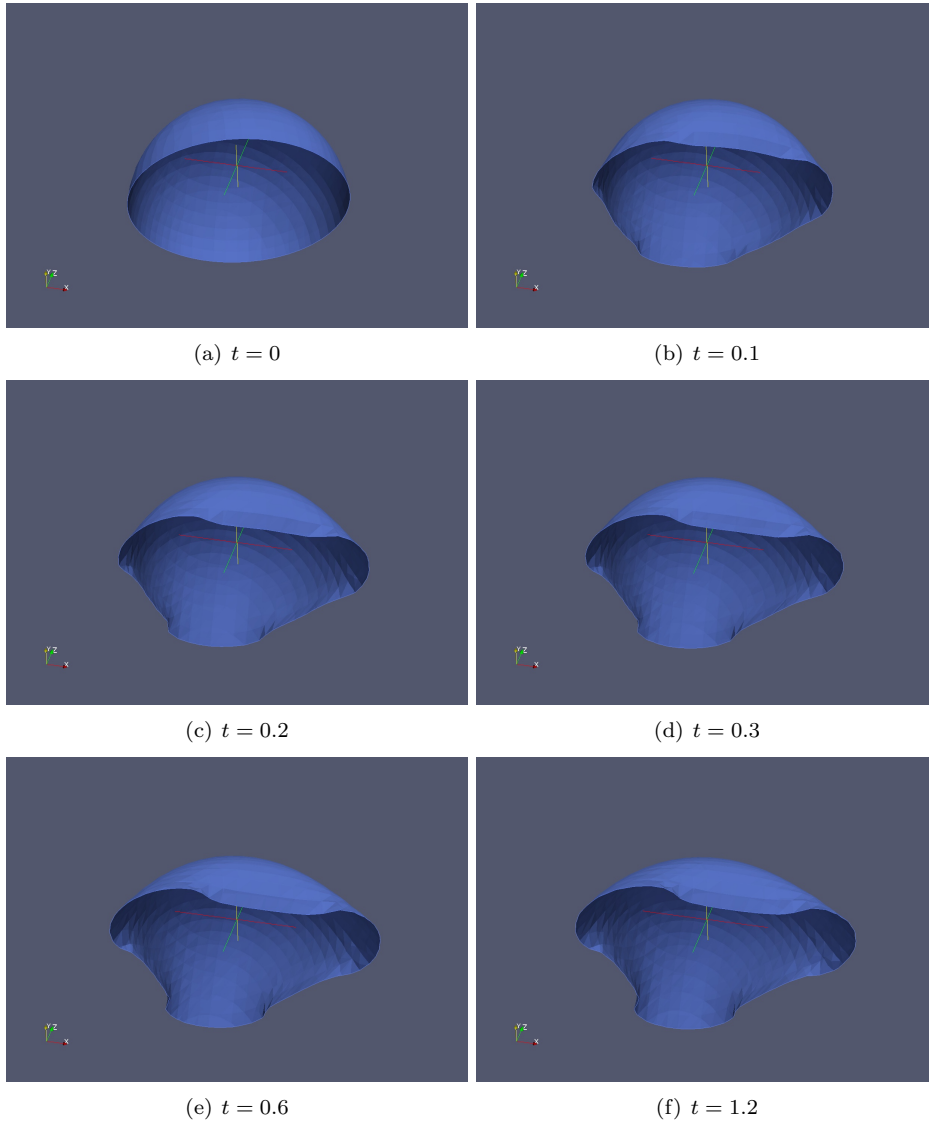 Y Z
X
Y Z
X
(a) t = 0
(b) t = 0.1
Y Z
X
Y Z
X
(c) t = 0.2
(d) t = 0.3
Y Z
X
Y Z
X
(e) t = 0.6
(f) t = 1.2